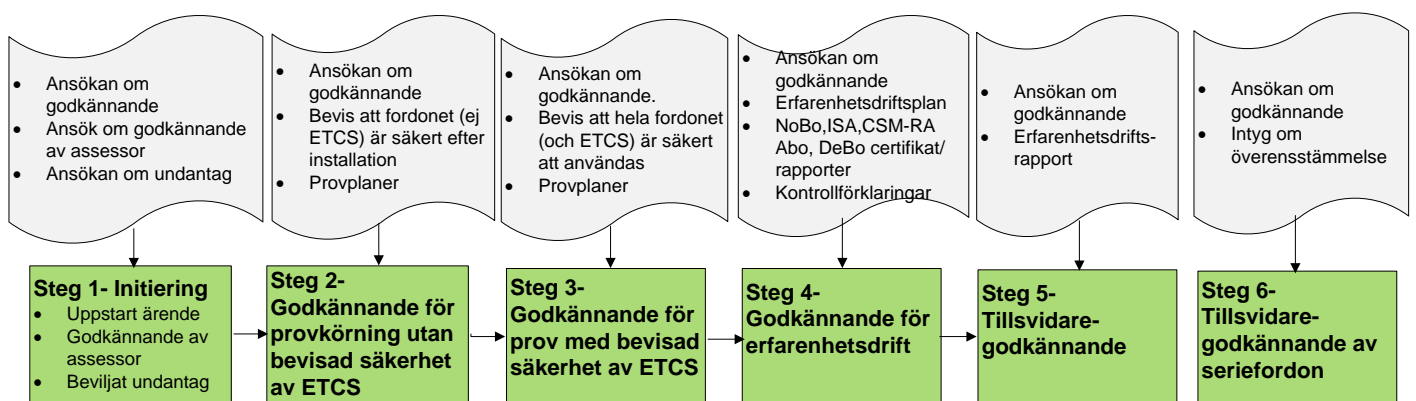 • Ansökan om
godkännande
• Ansök om godkännande
av assessor
• Ansökan om undantag
• Ansökan om
godkännande
• Bevis att fordonet (ej
ETCS) är säkert efter
installation
• Provplaner
• Ansökan om
godkännande.
• Bevis att hela fordonet
(och ETCS) är säkert
att användas
• Provplaner
• Ansökan om
godkännande
• Erfarenhetsdriftsplan
• NoBo,ISA,CSM-RA
Abo, DeBo certifikat/
rapporter
• Kontrollförklaringar
• Ansökan om
godkännande
• Erfarenhetsdrifts-
rapport
• Ansökan om
godkännande
• Intyg om
överensstämmelse
Steg 1- Initiering
• Uppstart ärende
• Godkännande av
assessor
• Beviljat undantag
Steg 2-
Godkännande för
provkörning utan
bevisad säkerhet
av ETCS
Steg 3-
Godkännande för
prov med bevisad
säkerhet av ETCS
Steg 4-
Godkännande för
erfarenhetsdrift
Steg 5-
Tillsvidare-
godkännande
Steg 6-
Tillsvidare-
godkännande av
seriefordon